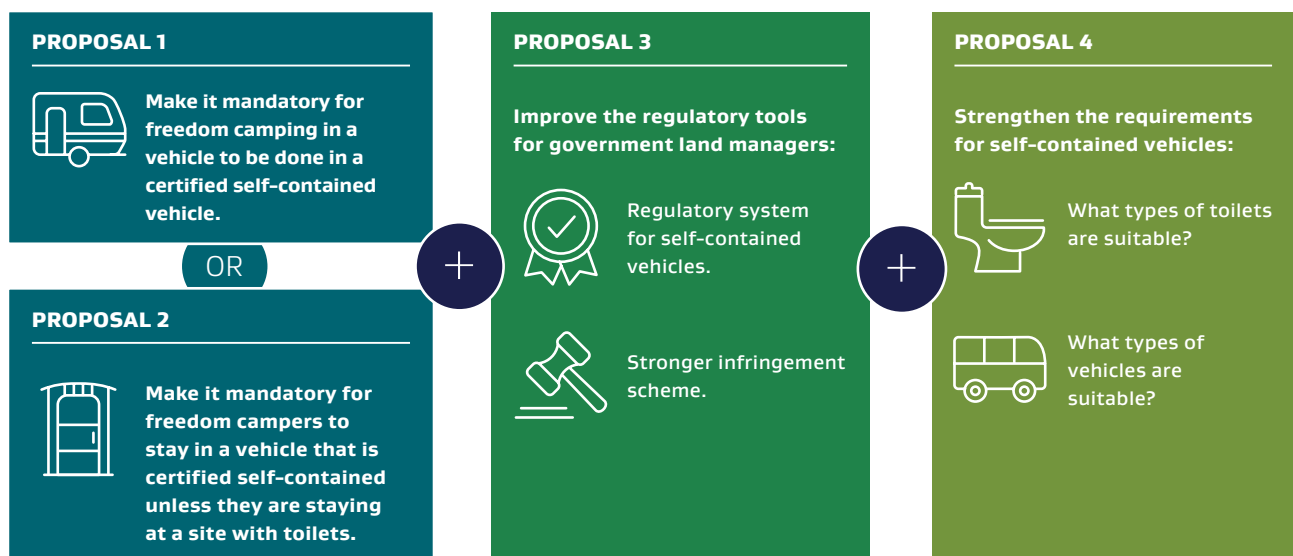 PROPOSAL 1
Make it mandatory for
freedom camping in a
vehicle to be done in a
certified self-contained
vehicle.
OR
PROPOSAL 2
Make it mandatory for
freedom campers to
stay in a vehicle that is
certified self-contained
unless they are staying
at a site with toilets.
+
PROPOSAL 3
Improve the regulatory tools
for government land managers:
Regulatory system
for self-contained
vehicles.
Stronger infringement
scheme.
+
PROPOSAL 4
Strengthen the requirements
for self-contained vehicles:
What types of toilets
are suitable?
What types of
vehicles are
suitable?